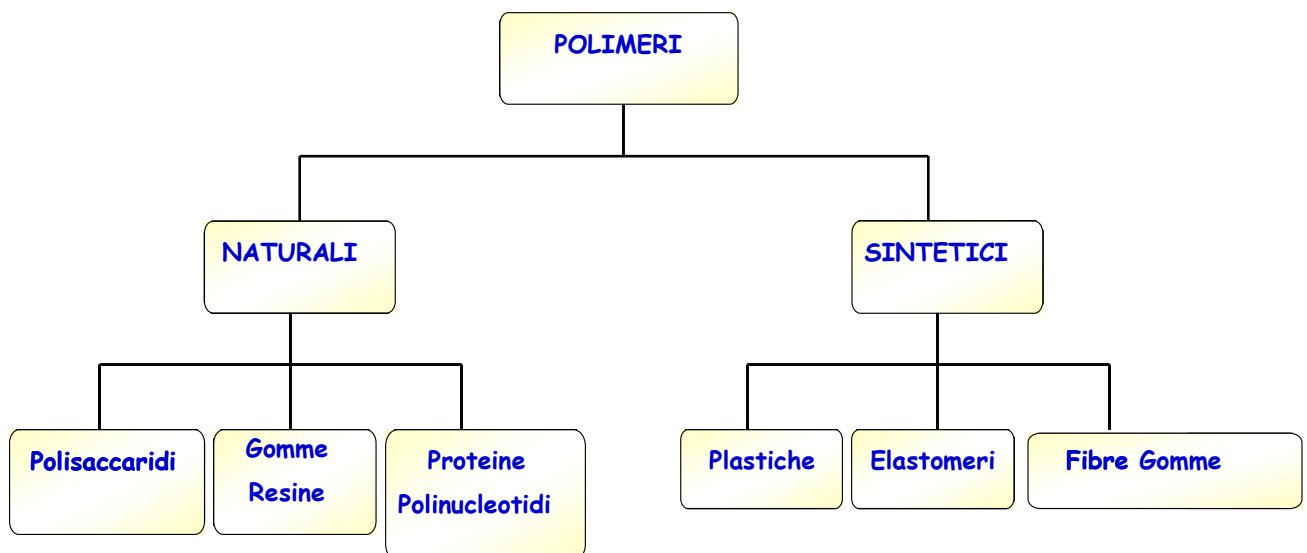 POLIMERI
NATURALI
SINTETICI
Polisaccaridi
Gomme
Resine
Proteine
Polinucleotidi
Plastiche
Elastomeri
Fibre Gomme